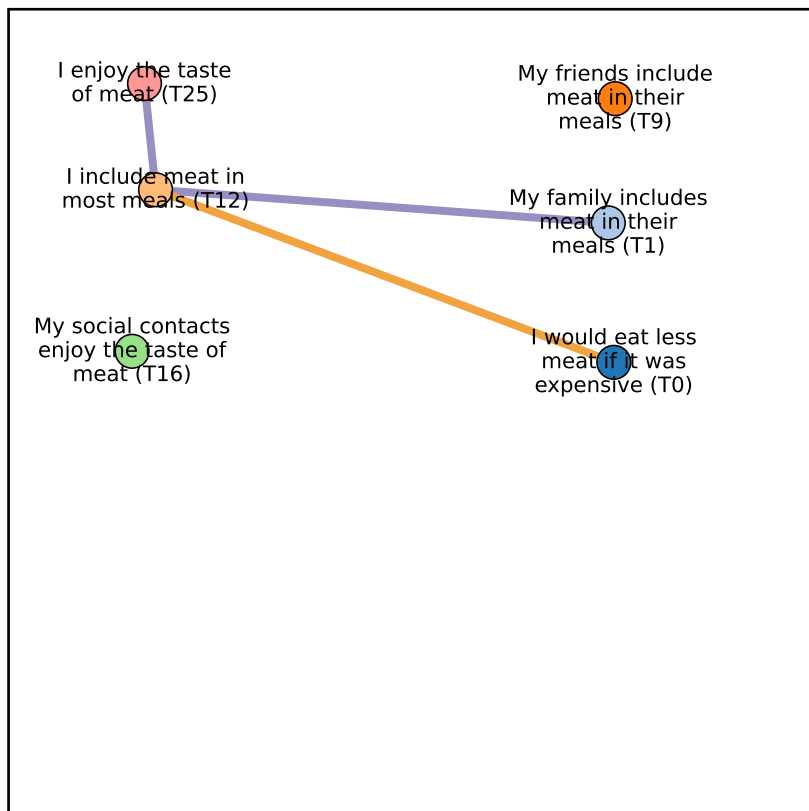 I enjoy the taste
of meat (T25)
My friends include
meat in their
meals (T9)
I include meat in
most meals (T12)
My family includes
meat in their
meals (T1)
My social contacts
enjoy the taste of
meat (T16)
I would eat less
meat if it was
expensive (T0)